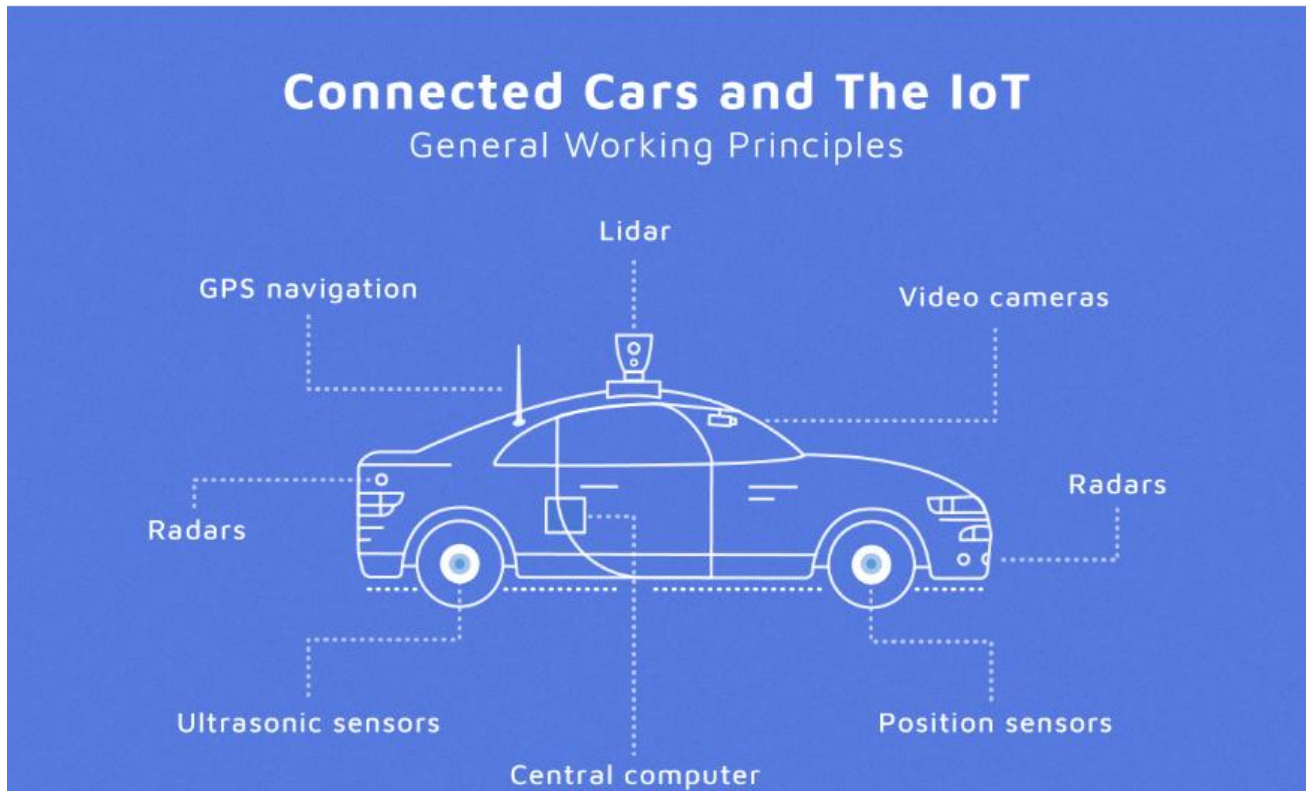 Connected Cars and The IoT
General Working Principles
Lidar
GPS navigation
Video cameras
Radars
Radars
Ultrasonic sensors
Position sensors
Central computer